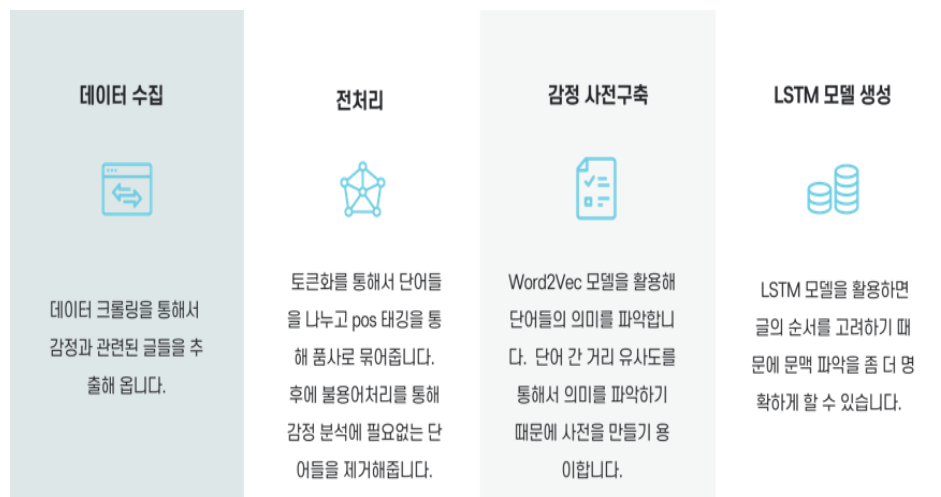 데이터 수집
데이터 크롤링을 통해서
감정과 관련된 글들을 추
출해 옵니다.
전처리
토큰화를 통해서 단어들
을 나누고 pos 태깅을 통
해 품사로 묶어줍니다.
후에 불용어처리를 통해
감정 분석에 필요없는 단
어들을 제거해줍니다.
감정 사전구축
Word2Vec 모델을 활용해
단어들의 의미를 파악합니
다. 단어 간 거리 유사도를
통해서 의미를 파악하기
때문에 사전을 만들기 용
이합니다.
LSTM 모델 생성
LSTM 모델을 활용하면
글의 순서를 고려하기 때
문에 문맥 파악을 좀 더 명
확하게 할 수 있습니다.